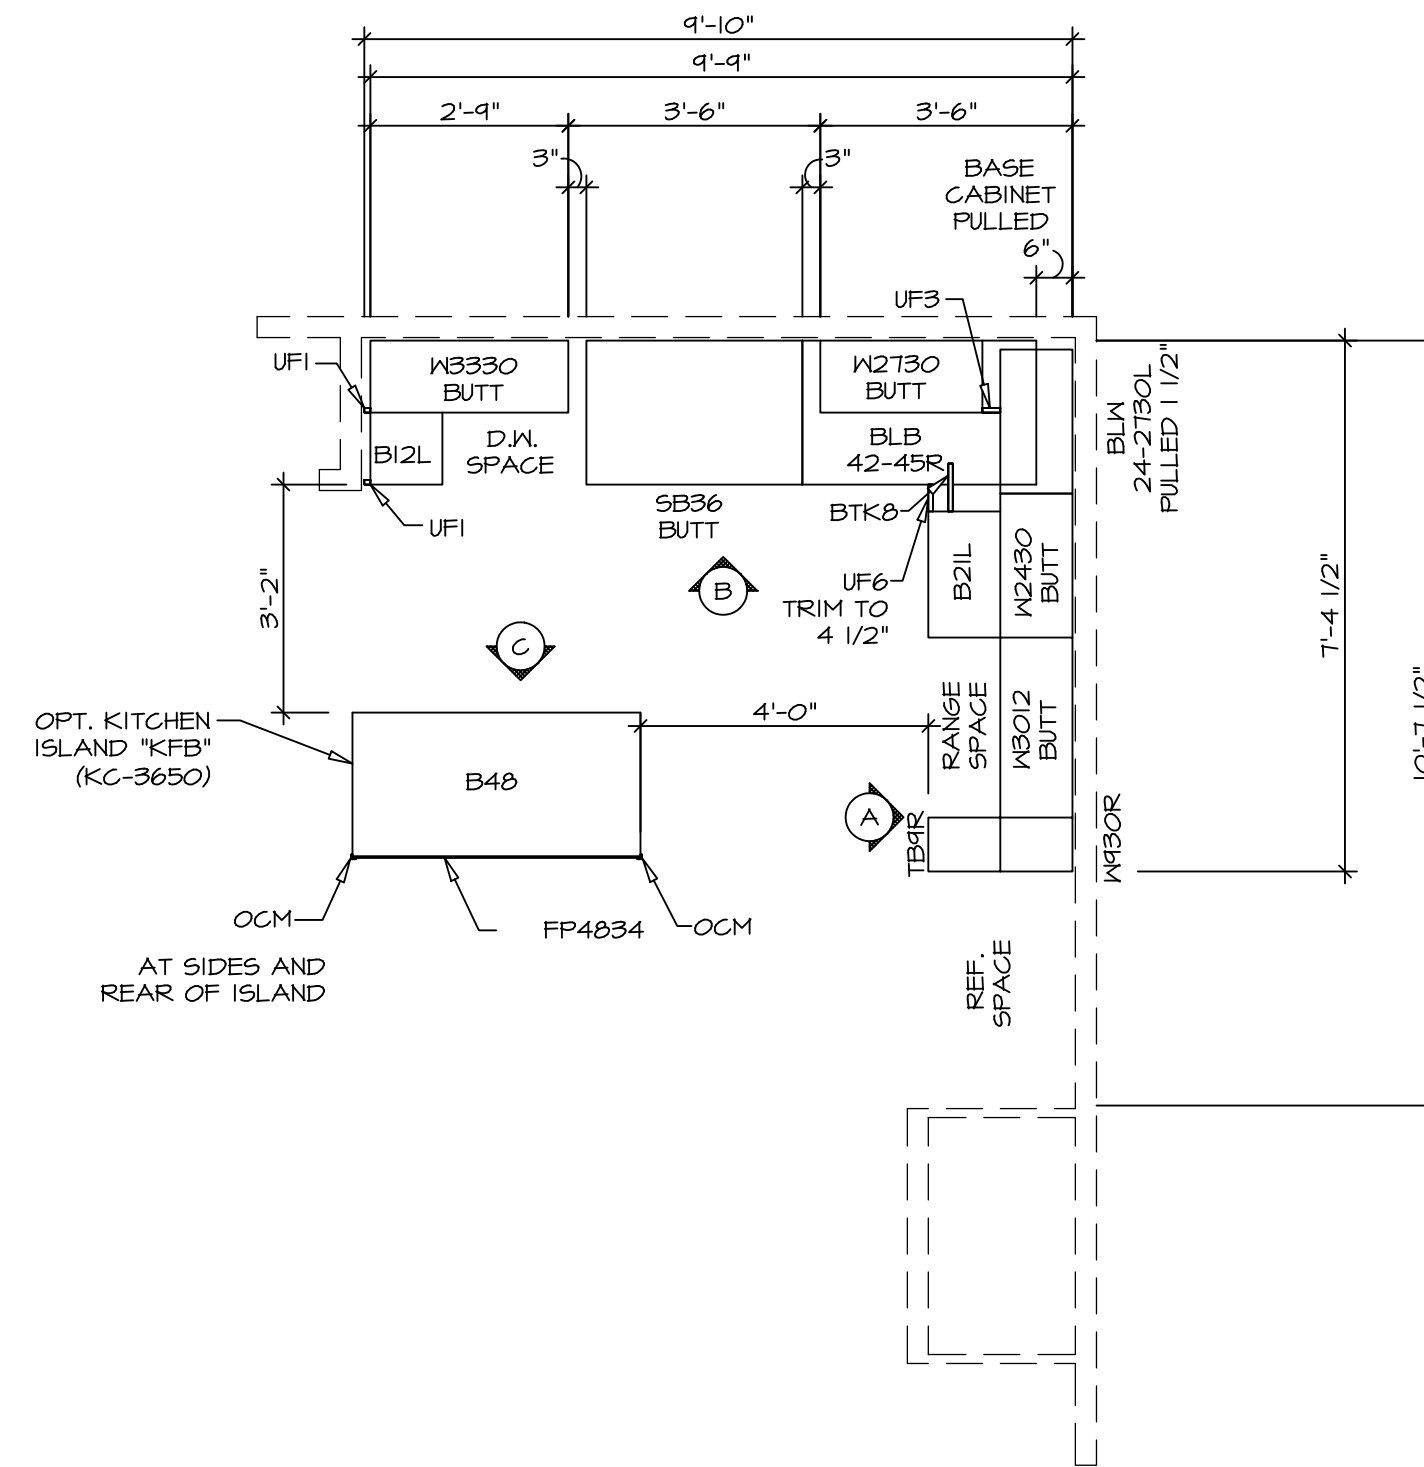 9'-10"
9'-9"
2'-9"
3'-6"
3'-6"
3"
3"
BASE
CABINET
PULLED
6"
UF3
UF1
W3330
BUTT
W2730
BUTT
B12L
D.W.
SPACE
BLB
42-45R
BLW
24-2730L
PULLED 1 1/2"
UF1
SB36
BUTT
BTK8
UF6
TRIM TO
4 1/2"
B21L
W2430
BUTT
3'-2"
B
C
7'-4 1/2"
10'-7 1/2"
OPT. KITCHEN
ISLAND "KFB"
(KC-3650)
B48
4'-0"
RANGE
SPACE
W3012
BUTT
A
TB9R
W930R
OCM
FP4834
OCM
AT SIDES AND
REAR OF ISLAND
REF.
SPACE